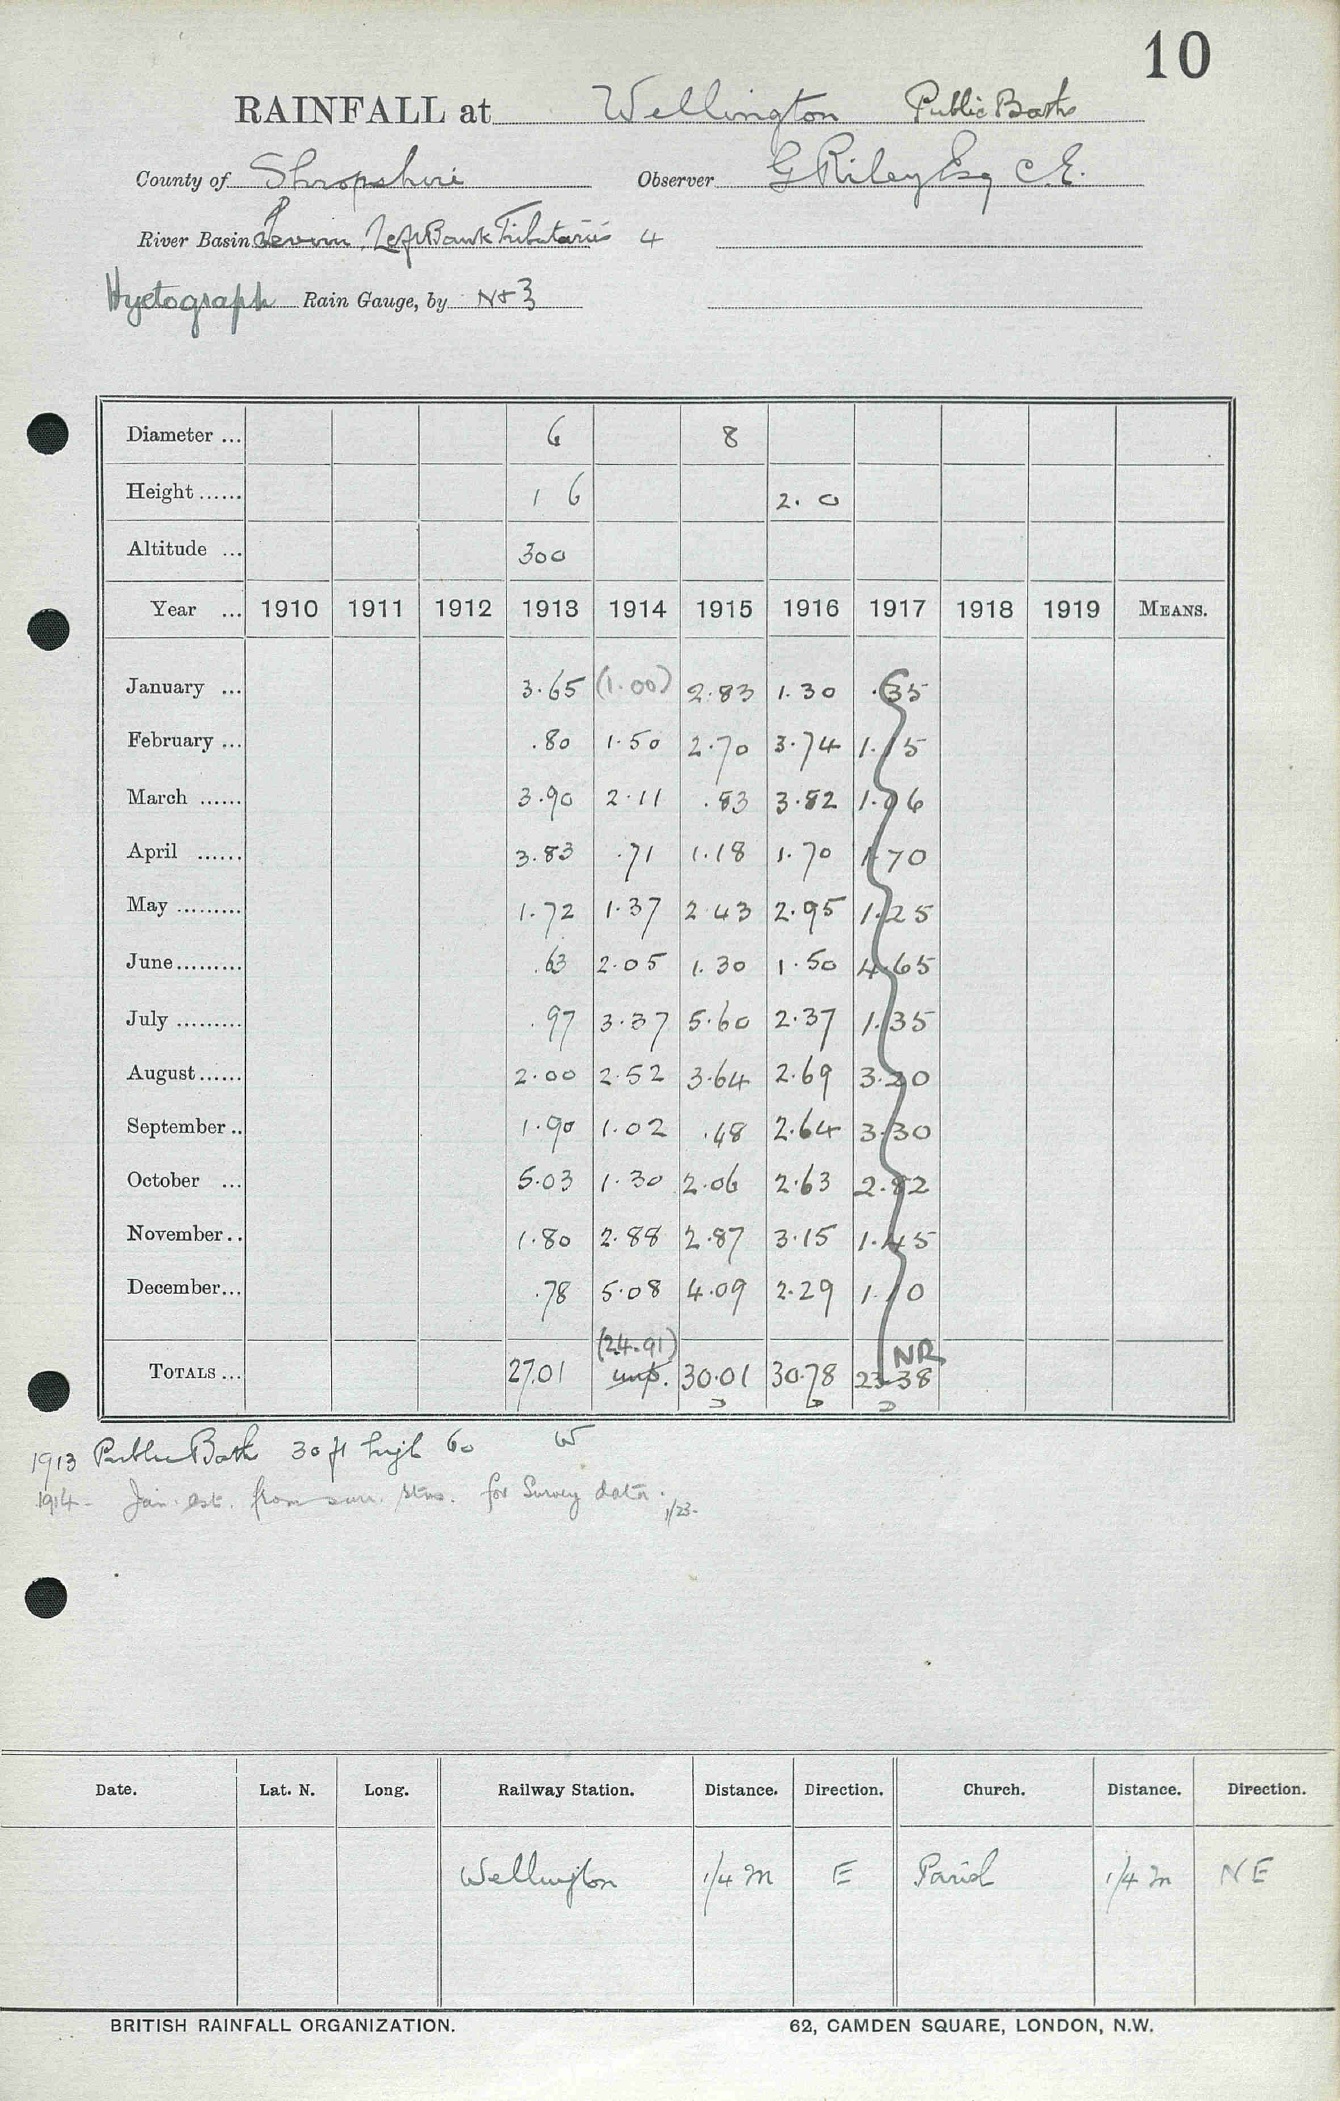 10
RAINFALL at Wellington Public Baths
County of Shropshire Observer G Riley Esq C.E.
River Basin Severn Left Bank Tributaries 4
Hyetograph Rain Gauge, by N+3
Diameter ... 6 8
Height ...... 1 6 2. 0
Altitude ... 300
Year ... 1910 1911 1912 1913 1914 1915 1916 1917 1918 1919 MEANS.
January ... 3.65 (1.00) 2.83 1.30 .35
February ... .80 1.50 2.70 3.74 1.15
March ...... 3.90 2.11 .83 3.82 1.06
April ...... 3.83 .71 1.18 1.70 1.70
May ......... 1.72 1.37 2.43 2.95 1.25
June ......... .63 2.05 1.30 1.50 4.65
July ......... .97 3.37 5.60 2.37 1.35
August ...... 2.00 2.52 3.64 2.69 3.20
September .. 1.90 1.02 .48 2.64 3.30
October ... 5.03 1.30 2.06 2.63 2.82
November .. 1.80 2.88 2.87 3.15 1.45
December ... .78 5.08 4.09 2.29 1.10
(24.91) NR
TOTALS ... 27.01 imp. 30.01 30.78 23.38
1913 Public Bath 30 ft high 60 W
1914 - Jan. est. from surr. stns. for Survey data. 1/23-
Date. Lat. N. Long. Railway Station. Distance. Direction. Church. Distance. Direction.
Wellington 1/4 m E Parish 1/4 m NE
BRITISH RAINFALL ORGANIZATION. 62, CAMDEN SQUARE, LONDON, N.W.